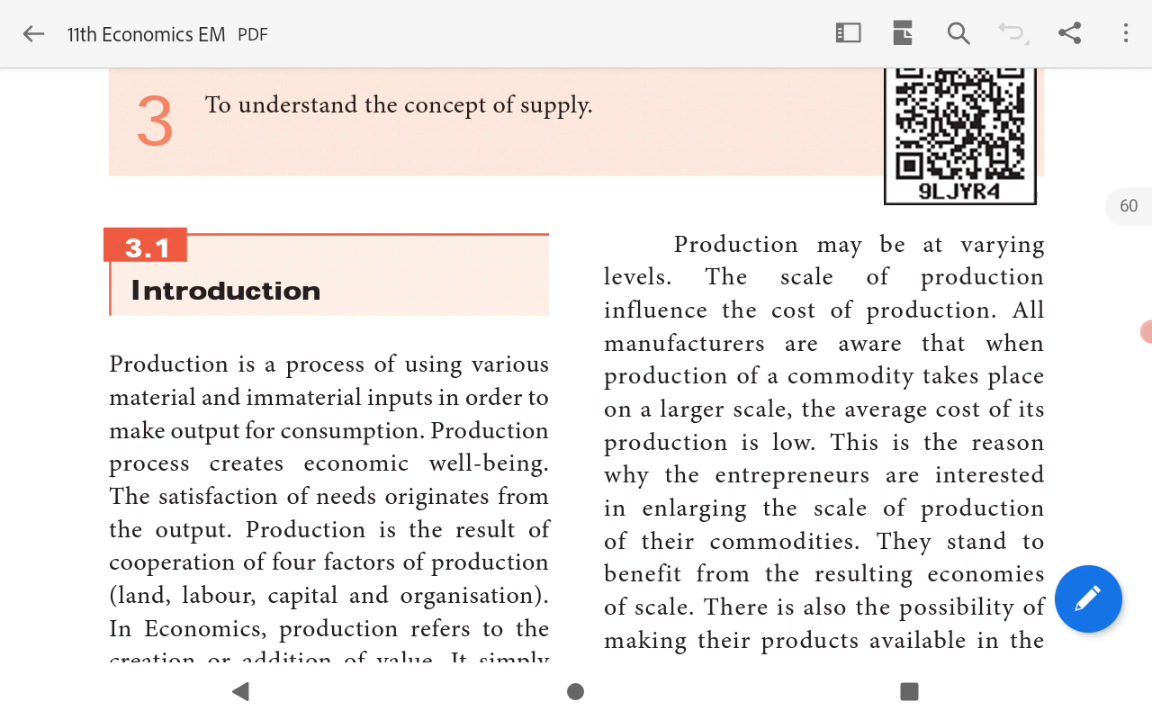 11th Economics EM PDF
3
To understand the concept of supply.
9LJYR4
60
3.1
Introduction
Production is a process of using various
material and immaterial inputs in order to
make output for consumption. Production
process creates economic well-being.
The satisfaction of needs originates from
the output. Production is the result of
cooperation of four factors of production
(land, labour, capital and organisation).
In Economics, production refers to the
creation or addition of value. It simply
Production may be at varying
levels. The scale of production
influence the cost of production. All
manufacturers are aware that when
production of a commodity takes place
on a larger scale, the average cost of its
production is low. This is the reason
why the entrepreneurs are interested
in enlarging the scale of production
of their commodities. They stand to
benefit from the resulting economies
of scale. There is also the possibility of
making their products available in the